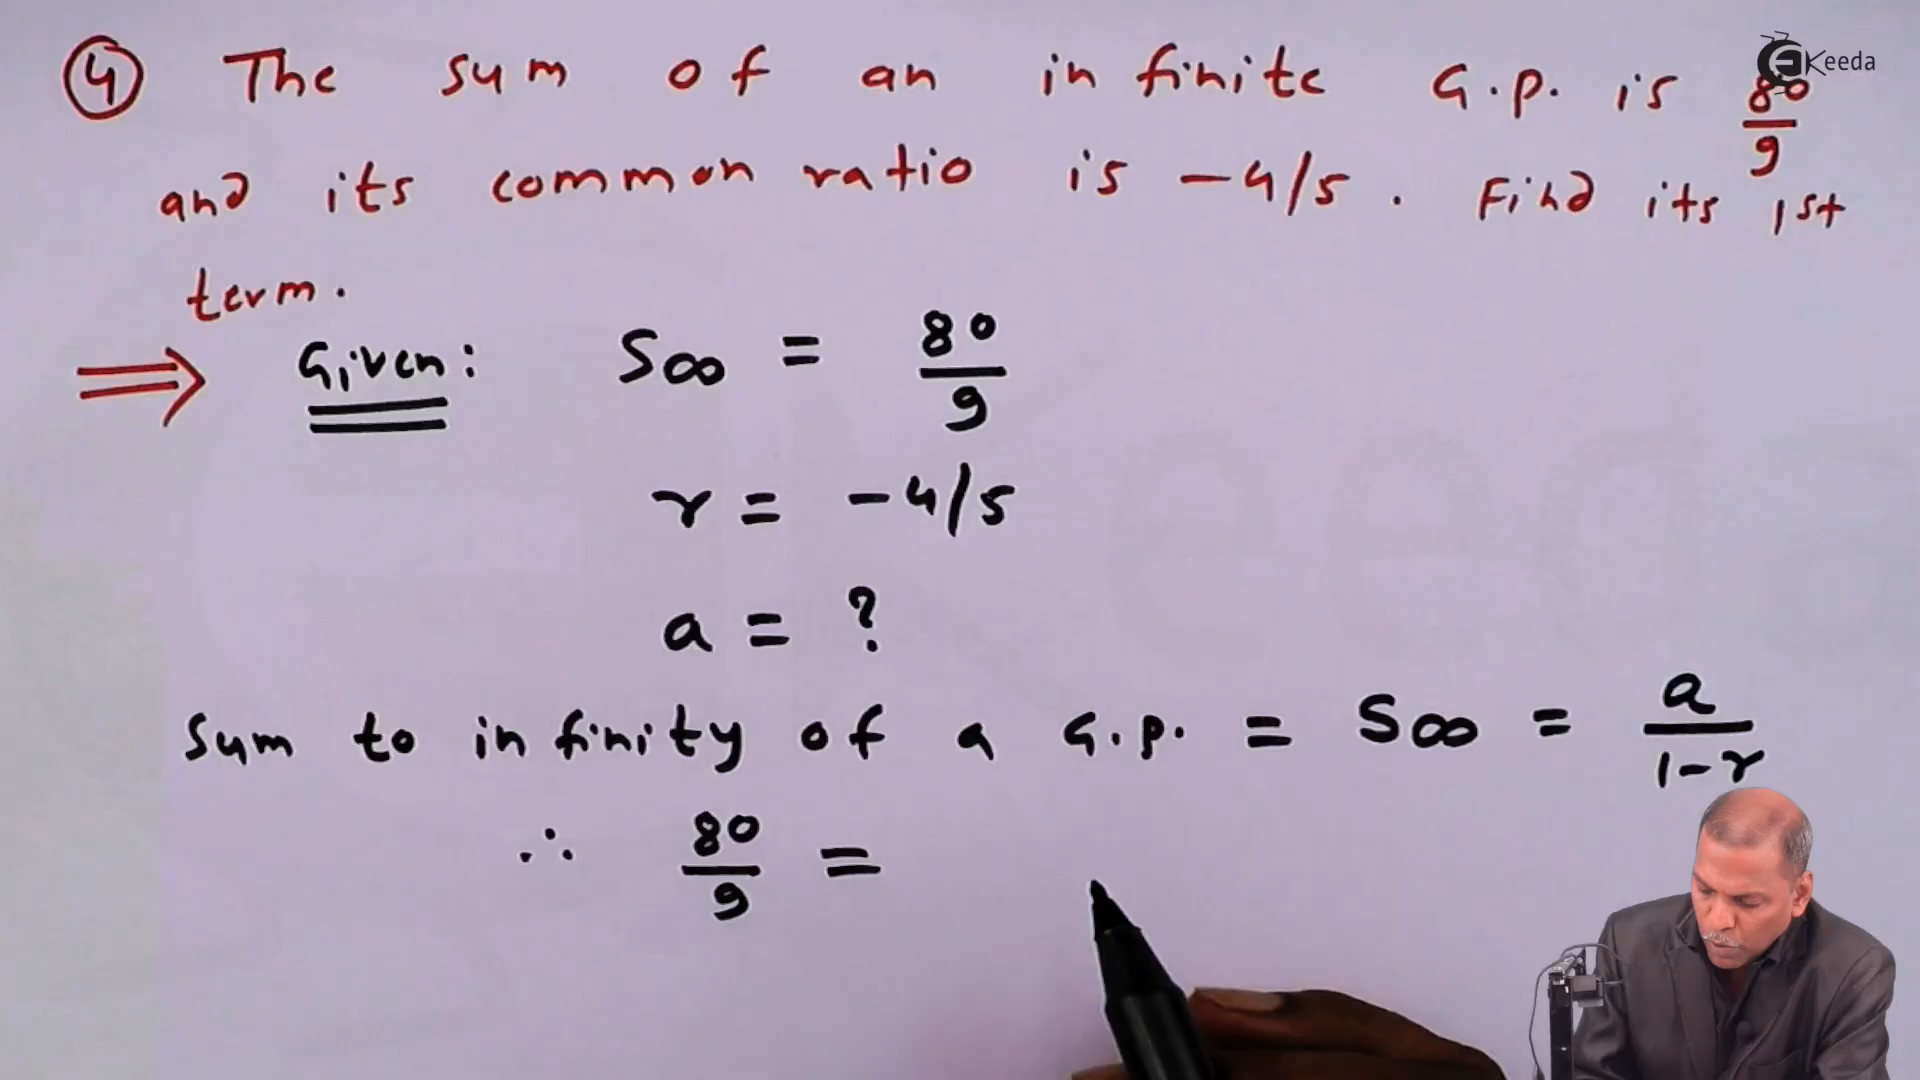 Keeda
④ The sum of an infinite G.P. is 80/9
and its common ratio is -4/5. Find its 1st
term.
⇒ Given: S∞ = 80/9
r = -4/5
a = ?
Sum to infinity of a G.P. = S∞ = a/1-r
∴ 80/9 =